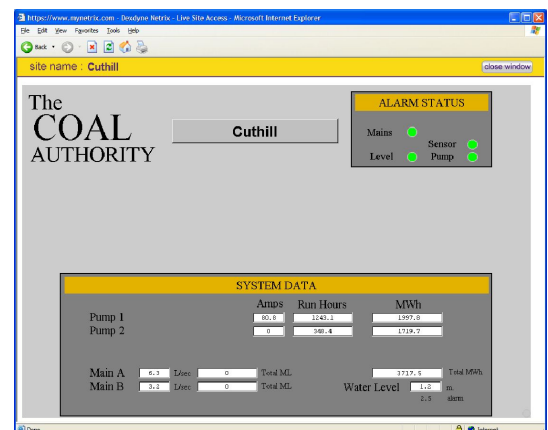 https://www.mynetrix.com - Dexdyne Netrix - Live Site Access - Microsoft Internet Explorer
File Edit View Favorites Tools Help
Back
site name : Cuthill close window
The
COAL
AUTHORITY
Cuthill
ALARM STATUS
Mains
Sensor
Level Pump
SYSTEM DATA
Amps Run Hours MWh
Pump 1 80.8 1243.1 1997.8
Pump 2 0 348.4 1719.7
Main A 6.3 L/sec 0 Total ML 3717.5 Total MWh
Main B 3.2 L/sec 0 Total ML Water Level 1.2 m.
2.5 alarm
Done Internet